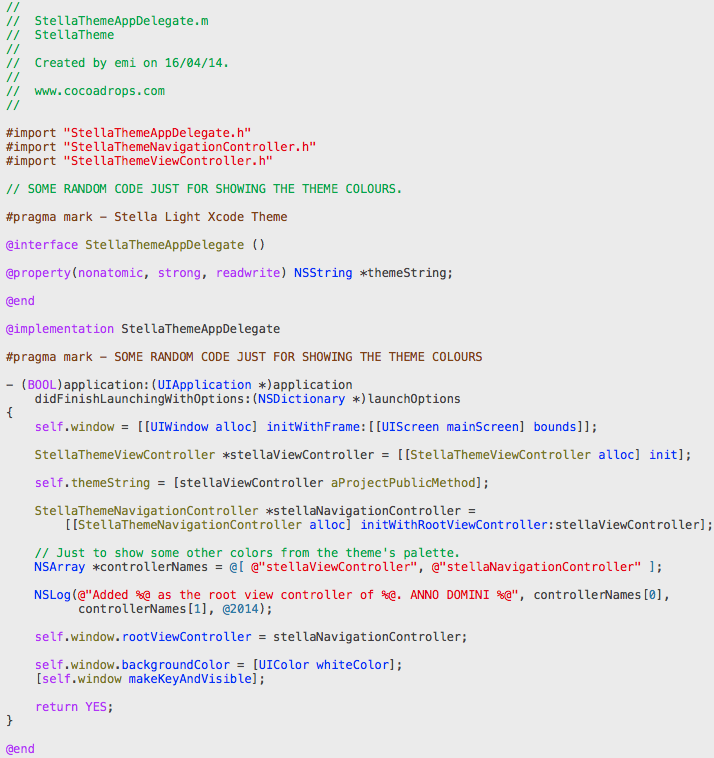 //
//  StellaThemeAppDelegate.m
//  StellaTheme
//
//  Created by emi on 16/04/14.
//
//  www.cocoadrops.com
//
#import "StellaThemeAppDelegate.h"
#import "StellaThemeNavigationController.h"
#import "StellaThemeViewController.h"
// SOME RANDOM CODE JUST FOR SHOWING THE THEME COLOURS.
#pragma mark - Stella Light Xcode Theme
@interface StellaThemeAppDelegate ()
@property(nonatomic, strong, readwrite) NSString *themeString;
@end
@implementation StellaThemeAppDelegate
#pragma mark - SOME RANDOM CODE JUST FOR SHOWING THE THEME COLOURS
- (BOOL)application:(UIApplication *)application
    didFinishLaunchingWithOptions:(NSDictionary *)launchOptions
{
    self.window = [[UIWindow alloc] initWithFrame:[[UIScreen mainScreen] bounds]];
    StellaThemeViewController *stellaViewController = [[StellaThemeViewController alloc] init];
    self.themeString = [stellaViewController aProjectPublicMethod];
    StellaThemeNavigationController *stellaNavigationController =
        [[StellaThemeNavigationController alloc] initWithRootViewController:stellaViewController];
    // Just to show some other colors from the theme's palette.
    NSArray *controllerNames = @[ @"stellaViewController", @"stellaNavigationController" ];
    NSLog(@"Added %@ as the root view controller of %@. ANNO DOMINI %@", controllerNames[0],
          controllerNames[1], @2014);
    self.window.rootViewController = stellaNavigationController;
    self.window.backgroundColor = [UIColor whiteColor];
    [self.window makeKeyAndVisible];
    return YES;
}
@end